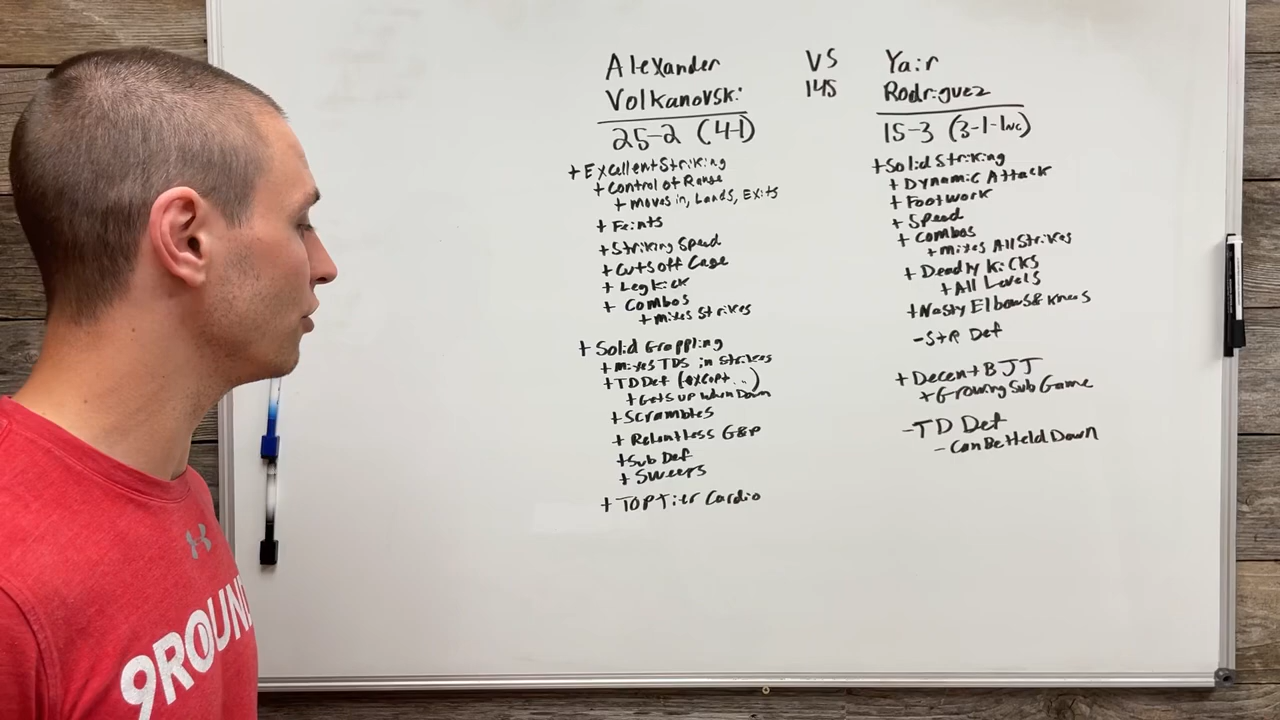 Alexander
Volkanovski
25-2 (4-1)
+ Excellent Striking
+ Control of Range
+ Moves in, Lands, Exits
+ Feints
+ Striking Speed
+ Cuts off Cage
+ Leg Kick
+ Combos
+ Mixes Strikes
+ Solid Grappling
+ Mixes TDS in Strikes
+ TD Def (except...)
+ Gets up when Down
+ Scrambles
+ Relentless G&P
+ Sub Def
+ Sweeps
+ TOP Tier Cardio
VS
145
Yair
Rodriguez
15-3 (3-1-1NC)
+ Solid Striking
+ Dynamic Attack
+ Footwork
+ Speed
+ Combos
+ Mixes All Strikes
+ Deadly Kicks
+ All Levels
+ Nasty Elbows & Knees
- STR Def
+ Decent BJJ
+ Growing Sub Game
- TD Def
- Can Be Held Down
9ROUND